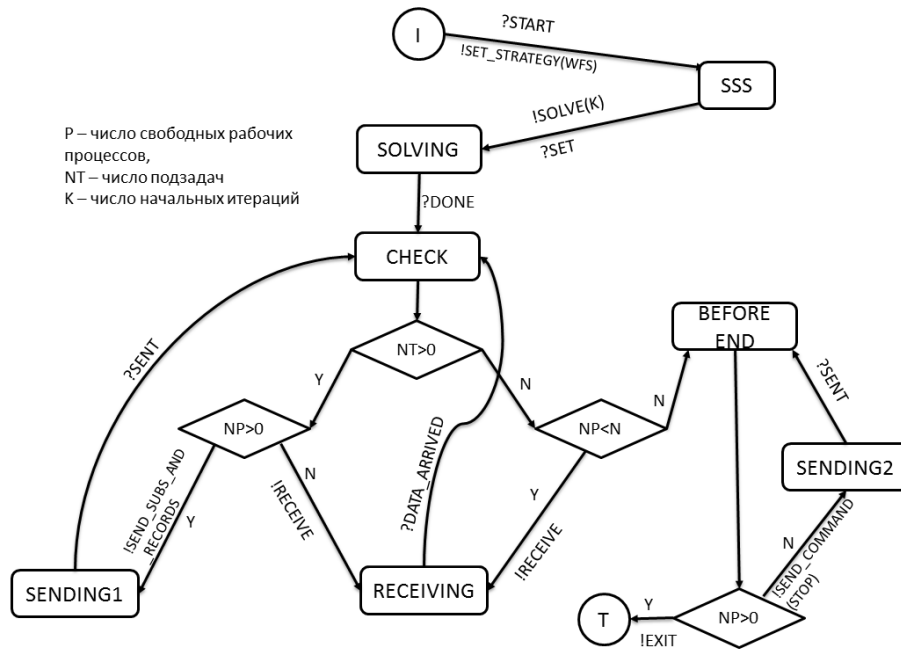 I
?START
!SET_STRATEGY(WFS)
SSS
!SOLVE(K)
?SET
P – число свободных рабочих
процессов,
NT – число подзадач
K – число начальных итераций
SOLVING
?DONE
CHECK
BEFORE
END
NT>0
?SENT
Y
N
?SENT
NP>0
NP<N
N
?DATA_ARRIVED
SENDING2
!SEND_SUBS_AND
_RECORDS
Y
N
!RECEIVE
Y
!RECEIVE
N
!SEND_COMMAND
(STOP)
SENDING1
RECEIVING
T
Y
!EXIT
NP>0